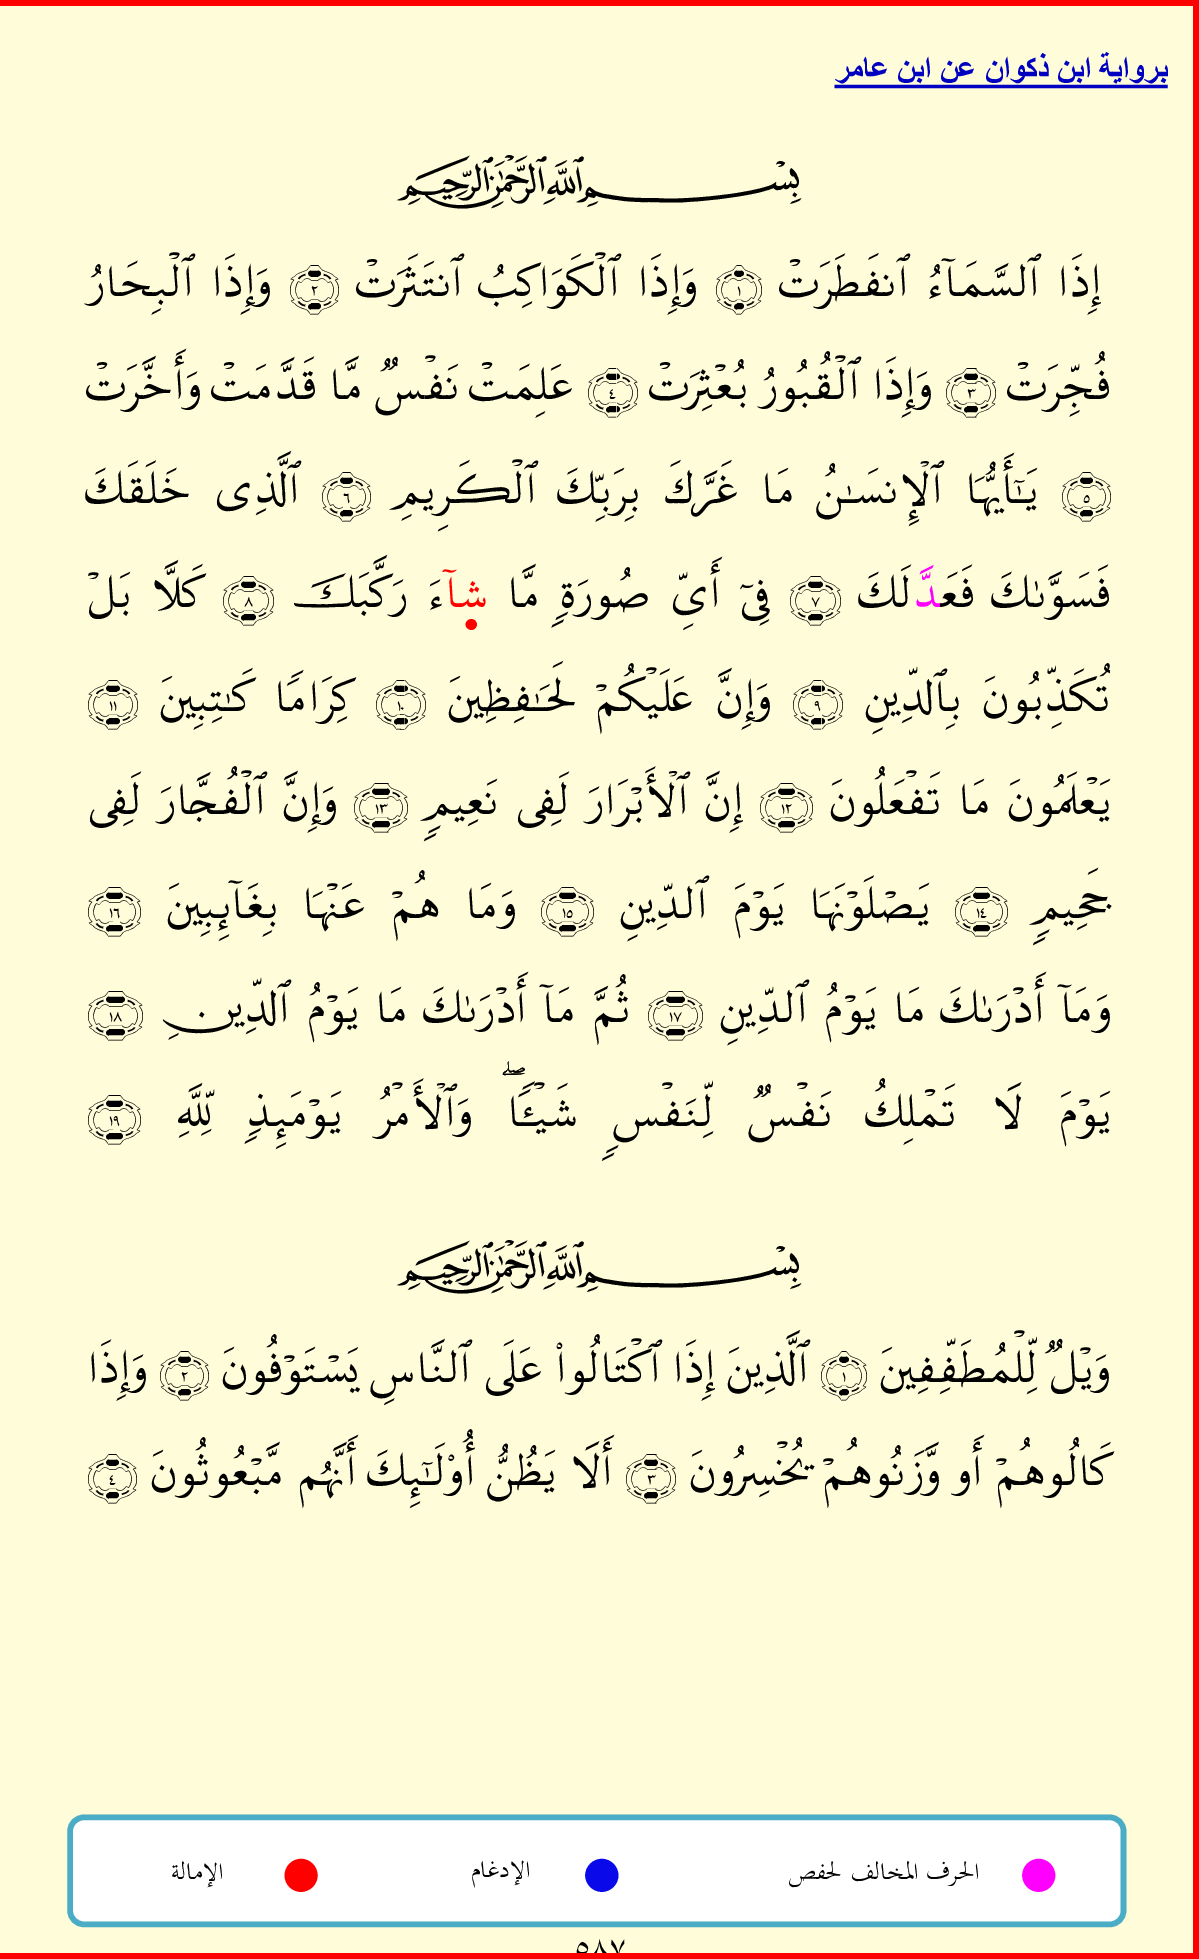 برواية ابن ذكوان عن ابن عامر
بِسْمِ ٱللَّهِ ٱلرَّحْمَٰنِ ٱلرَّحِيمِ
إِذَا ٱلسَّمَآءُ ٱنفَطَرَتْ ١ وَإِذَا ٱلْكَوَاكِبُ ٱنتَثَرَتْ ٢ وَإِذَا ٱلْبِحَارُ
فُجِّرَتْ ٣ وَإِذَا ٱلْقُبُورُ بُعْثِرَتْ ٤ عَلِمَتْ نَفْسٌ مَّا قَدَّمَتْ وَأَخَّرَتْ
٥ يَٰٓأَيُّهَا ٱلْإِنسَٰنُ مَا غَرَّكَ بِرَبِّكَ ٱلْكَرِيمِ ٦ ٱلَّذِى خَلَقَكَ
فَسَوَّىٰكَ فَعَدَّلَكَ ٧ فِىٓ أَىِّ صُورَةٍ مَّا شَآءَ رَكَّبَكَ ٨ كَلَّا بَلْ
تُكَذِّبُونَ بِٱلدِّينِ ٩ وَإِنَّ عَلَيْكُمْ لَحَٰفِظِينَ ١٠ كِرَامًا كَٰتِبِينَ ١١
يَعْلَمُونَ مَا تَفْعَلُونَ ١٢ إِنَّ ٱلْأَبْرَارَ لَفِى نَعِيمٍ ١٣ وَإِنَّ ٱلْفُجَّارَ لَفِى
جَحِيمٍ ١٤ يَصْلَوْنَهَا يَوْمَ ٱلدِّينِ ١٥ وَمَا هُمْ عَنْهَا بِغَآئِبِينَ ١٦
وَمَآ أَدْرَىٰكَ مَا يَوْمُ ٱلدِّينِ ١٧ ثُمَّ مَآ أَدْرَىٰكَ مَا يَوْمُ ٱلدِّينِ ١٨
يَوْمَ لَا تَمْلِكُ نَفْسٌ لِّنَفْسٍ شَيْـًٔا ۖ وَٱلْأَمْرُ يَوْمَئِذٍ لِّلَّهِ ١٩
بِسْمِ ٱللَّهِ ٱلرَّحْمَٰنِ ٱلرَّحِيمِ
وَيْلٌ لِّلْمُطَفِّفِينَ ١ ٱلَّذِينَ إِذَا ٱكْتَالُوا۟ عَلَى ٱلنَّاسِ يَسْتَوْفُونَ ٢ وَإِذَا
كَالُوهُمْ أَو وَّزَنُوهُمْ يُخْسِرُونَ ٣ أَلَا يَظُنُّ أُو۟لَٰٓئِكَ أَنَّهُم مَّبْعُوثُونَ ٤
الحرف المخالف لحفص الإدغام الإمالة
٥٨٧